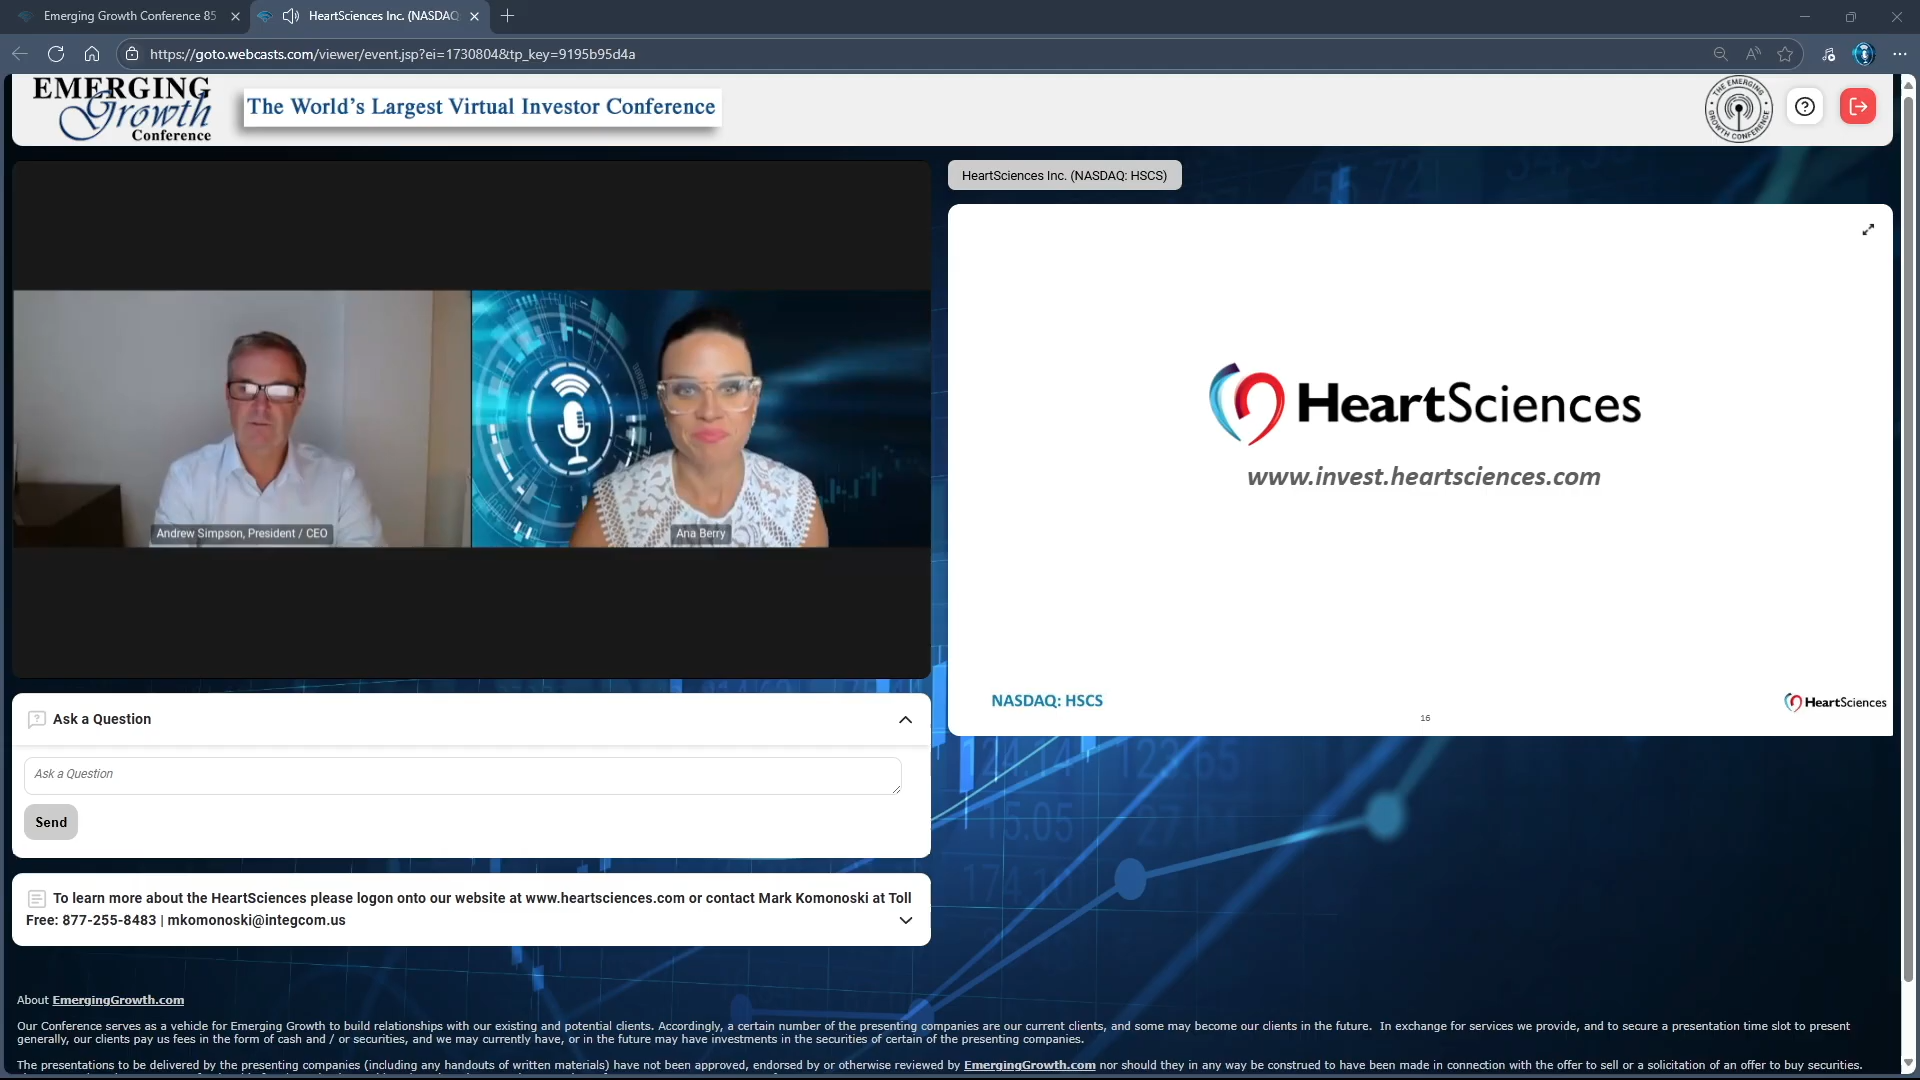 Emerging Growth Conference 85
HeartSciences Inc. (NASDAQ
https://goto.webcasts.com/viewer/event.jsp?ei=1730804&tp_key=9195b95d4a
EMERGING
Growth
Conference
The World's Largest Virtual Investor Conference
THE EMERGING
GROWTH CONFERENCE
HeartSciences Inc. (NASDAQ: HSCS)
HeartSciences
www.invest.heartsciences.com
Andrew Simpson, President / CEO
Ana Berry
NASDAQ: HSCS
16
HeartSciences
Ask a Question
Ask a Question
Send
To learn more about the HeartSciences please logon onto our website at www.heartsciences.com or contact Mark Komonoski at Toll
Free: 877-255-8483 | mkomonoski@integcom.us
About EmergingGrowth.com
Our Conference serves as a vehicle for Emerging Growth to build relationships with our existing and potential clients. Accordingly, a certain number of the presenting companies are our current clients, and some may become our clients in the future. In exchange for services we provide, and to secure a presentation time slot to present
generally, our clients pay us fees in the form of cash and / or securities, and we may currently have, or in the future may have investments in the securities of certain of the presenting companies.
The presentations to be delivered by the presenting companies (including any handouts of written materials) have not been approved, endorsed by or otherwise reviewed by EmergingGrowth.com nor should they in any way be construed to have been made in connection with the offer to sell or a solicitation of an offer to buy securities.